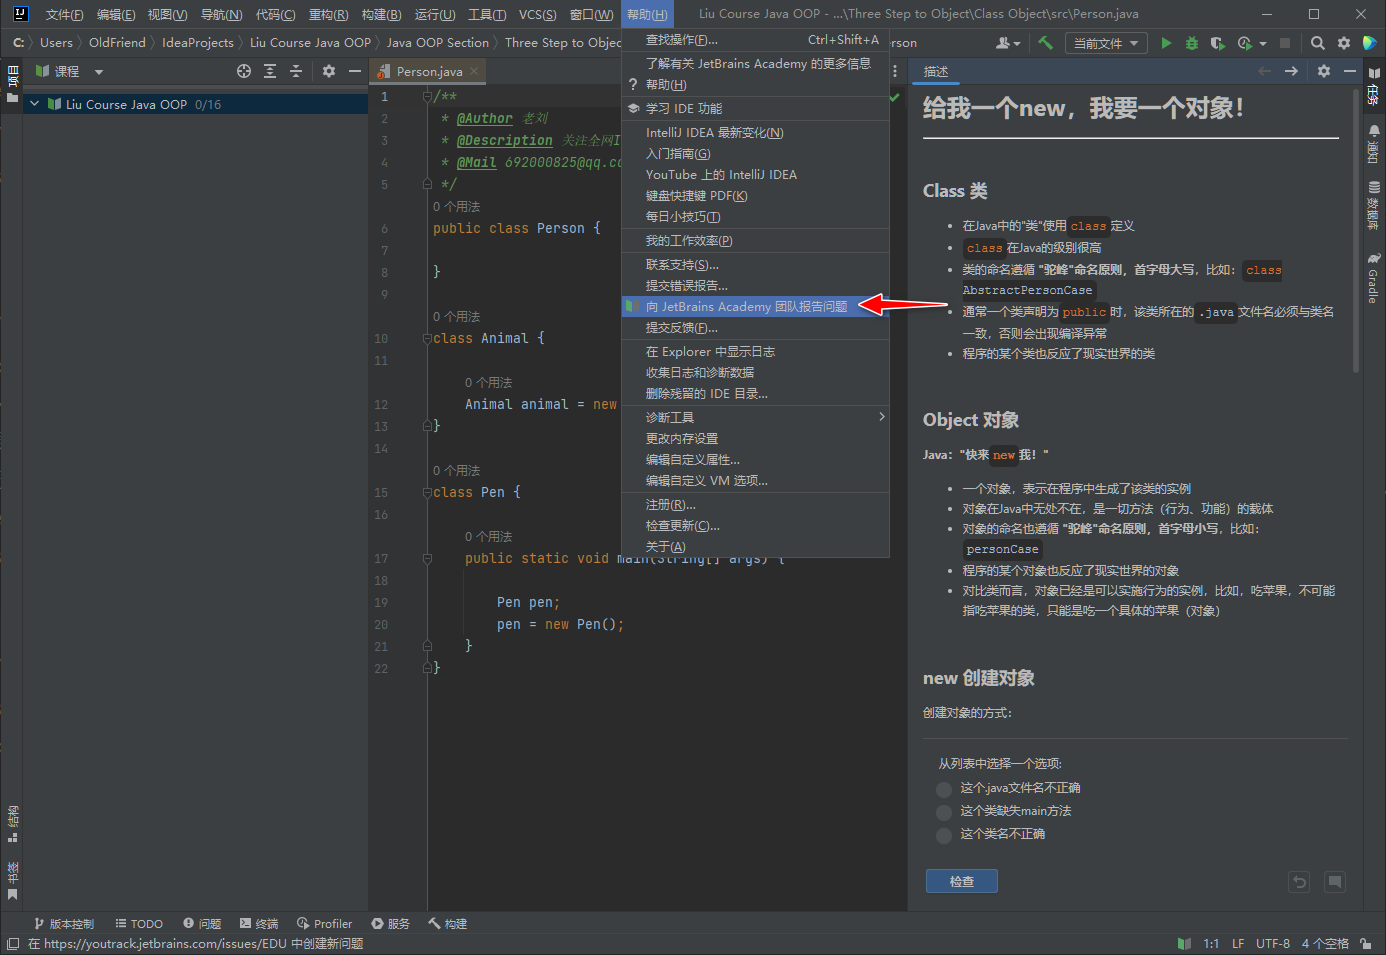 文件(F) 编辑(E) 视图(V) 导航(N) 代码(C) 重构(R) 构建(B) 运行(U) 工具(T) VCS(S) 窗口(W) 帮助(H) Liu Course Java OOP - ...\Three Step to Object\Class Object\src\Person.java
C: Users OldFriend IdeaProjects Liu Course Java OOP Java OOP Section Three Step to Objec erson 当前文件
课程
Person.java
Liu Course Java OOP 0/16
项目
结构
书签
1 /**
2 * @Author 老刘
3 * @Description 关注全网I
4 * @Mail 692000825@qq.co
5 */
0 个用法
6 public class Person {
7
8 }
9
0 个用法
10 class Animal {
11
0 个用法
12 Animal animal = new
13 }
14
0 个用法
15 class Pen {
16
0 个用法
17 public static void main(String[] args) {
18
19 Pen pen;
20 pen = new Pen();
21 }
22 }
查找操作(F)... Ctrl+Shift+A
了解有关 JetBrains Academy 的更多信息
? 帮助(H)
学习 IDE 功能
IntelliJ IDEA 最新变化(N)
入门指南(G)
YouTube 上的 IntelliJ IDEA
键盘快捷键 PDF(K)
每日小技巧(T)
我的工作效率(P)
联系支持(S)...
提交错误报告...
向 JetBrains Academy 团队报告问题
提交反馈(F)...
在 Explorer 中显示日志
收集日志和诊断数据
删除残留的 IDE 目录...
诊断工具
更改内存设置
编辑自定义属性...
编辑自定义 VM 选项...
注册(R)...
检查更新(C)...
关于(A)
描述
给我一个new，我要一个对象！
Class 类
• 在Java中的"类"使用 class 定义
• class 在Java的级别很高
• 类的命名遵循 "驼峰"命名原则，首字母大写，比如： class
AbstractPersonCase
• 通常一个类声明为 public 时，该类所在的 .java 文件名必须与类名
一致，否则会出现编译异常
• 程序的某个类也反应了现实世界的类
Object 对象
Java："快来 new 我！"
• 一个对象，表示在程序中生成了该类的实例
• 对象在Java中无处不在，是一切方法（行为、功能）的载体
• 对象的命名也遵循 "驼峰"命名原则，首字母小写，比如：
personCase
• 程序的某个对象也反应了现实世界的对象
• 对比类而言，对象已经是可以实施行为的实例，比如，吃苹果，不可能
指吃苹果的类，只能是吃一个具体的苹果（对象）
new 创建对象
创建对象的方式：
从列表中选择一个选项:
这个.java文件名不正确
这个类缺失main方法
这个类名不正确
检查
任务
通知
数据库
Gradle
版本控制 TODO 问题 终端 Profiler 服务 构建
在 https://youtrack.jetbrains.com/issues/EDU 中创建新问题 1:1 LF UTF-8 4 个空格